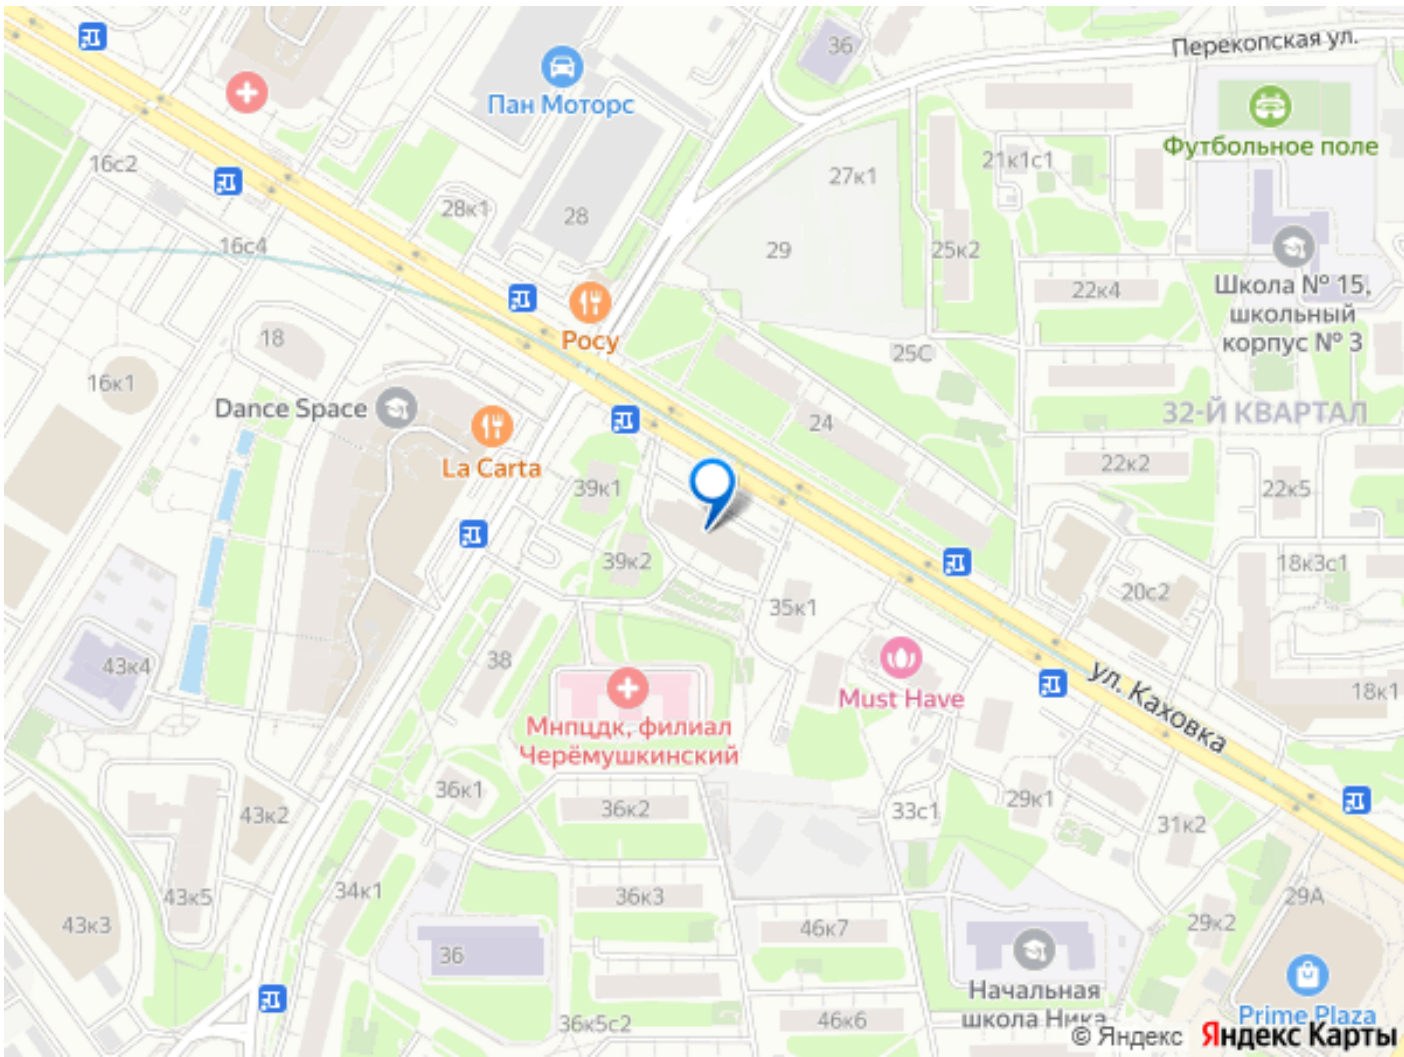 36
Перекопская ул.
Пан Моторс
Футбольное поле
16с2
21к1с1
27к1
28к1
28
16с4
29
25к2
22к4
Школа № 15,
школьный
корпус № 3
18
Росу
25С
16к1
Dance Space
32-Й КВАРТАЛ
24
La Carta
22к2
39к1
22к5
39к2
18к3с1
20с2
35к1
38
43к4
ул. Каховка
18к1
Must Have
Мнпцдк, филиал
Черёмушкинский
36к1
36к2
29к1
33с1
43к2
31к2
34к1
43к5
36к3
29А
43к3
46к7
29к2
36
Начальная
школа Ника
Prime Plaza
36к5с2
46к6
© Яндекс Яндекс Карты